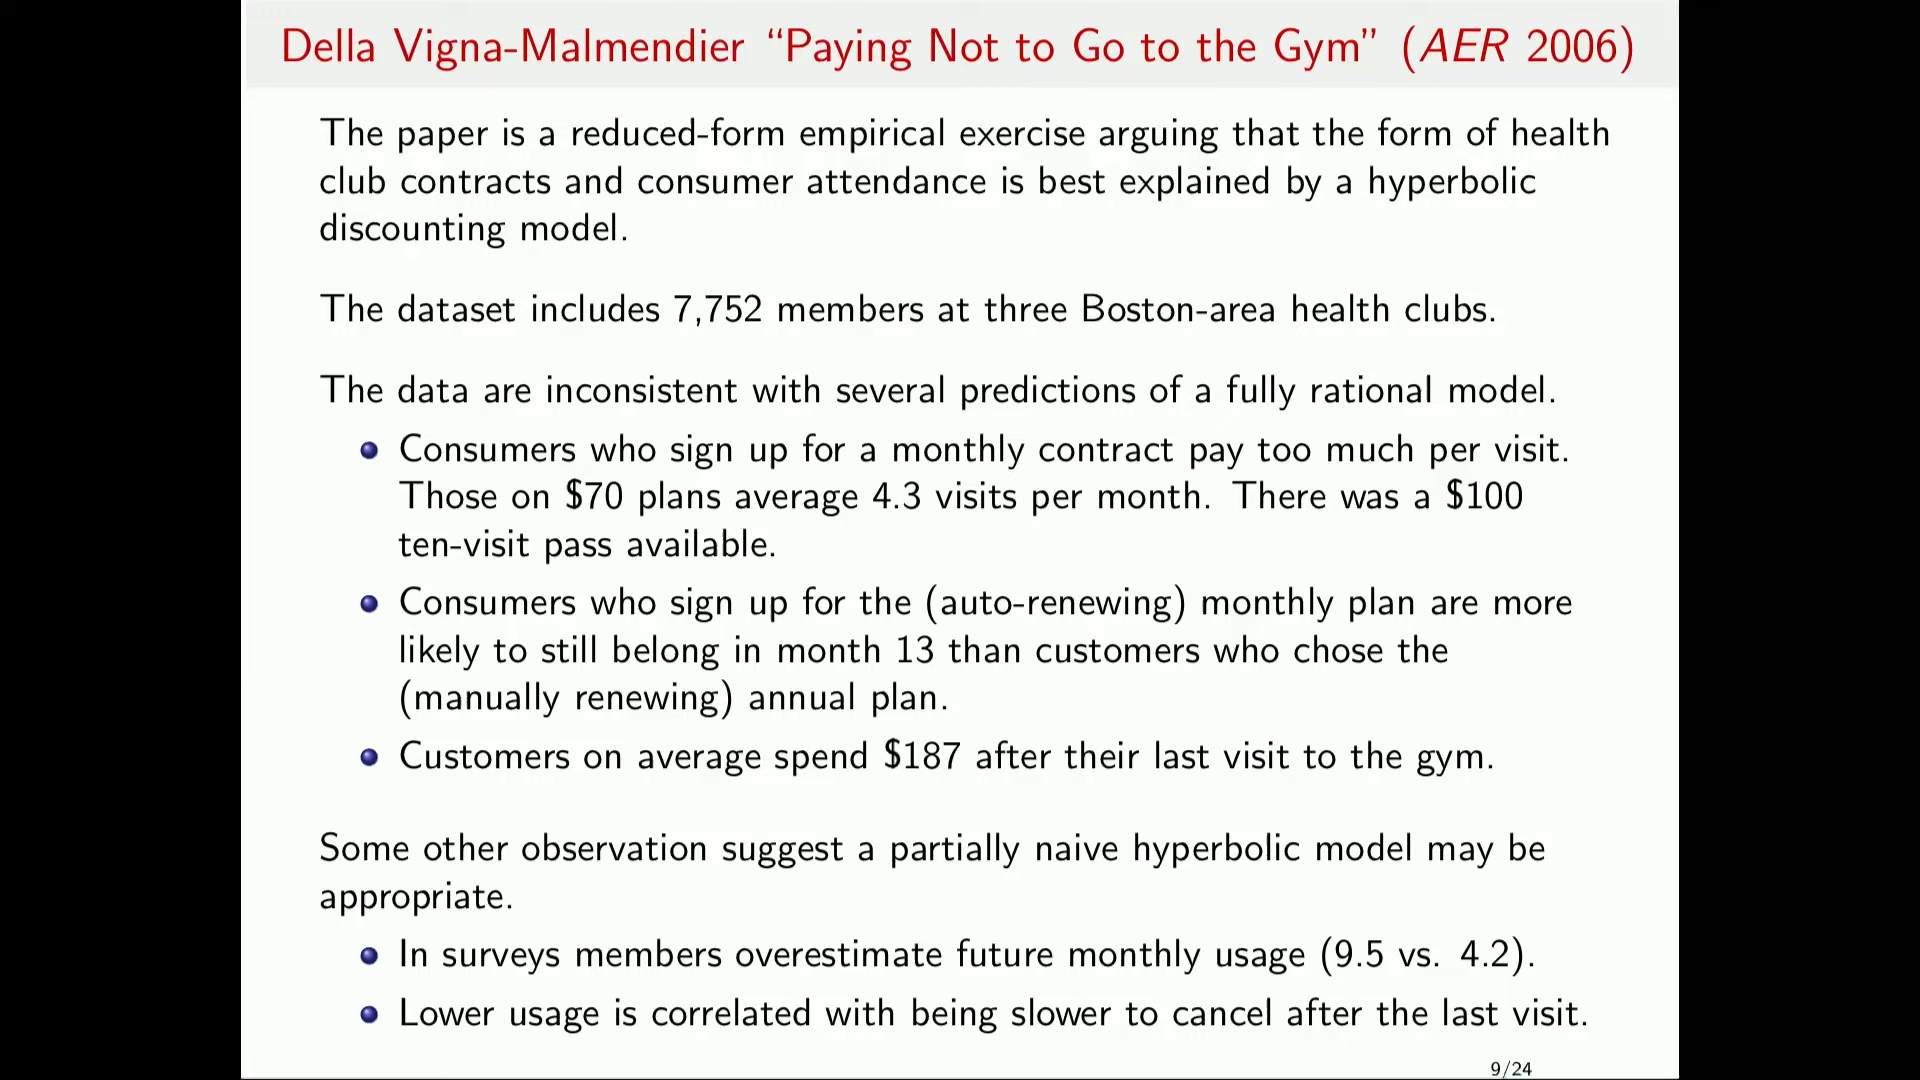 Della Vigna-Malmendier “Paying Not to Go to the Gym” (AER 2006)
The paper is a reduced-form empirical exercise arguing that the form of health
club contracts and consumer attendance is best explained by a hyperbolic
discounting model.
The dataset includes 7,752 members at three Boston-area health clubs.
The data are inconsistent with several predictions of a fully rational model.
Consumers who sign up for a monthly contract pay too much per visit.
Those on $70 plans average 4.3 visits per month. There was a $100
ten-visit pass available.
Consumers who sign up for the (auto-renewing) monthly plan are more
likely to still belong in month 13 than customers who chose the
(manually renewing) annual plan.
Customers on average spend $187 after their last visit to the gym.
Some other observation suggest a partially naive hyperbolic model may be
appropriate.
In surveys members overestimate future monthly usage (9.5 vs. 4.2).
Lower usage is correlated with being slower to cancel after the last visit.
9/24